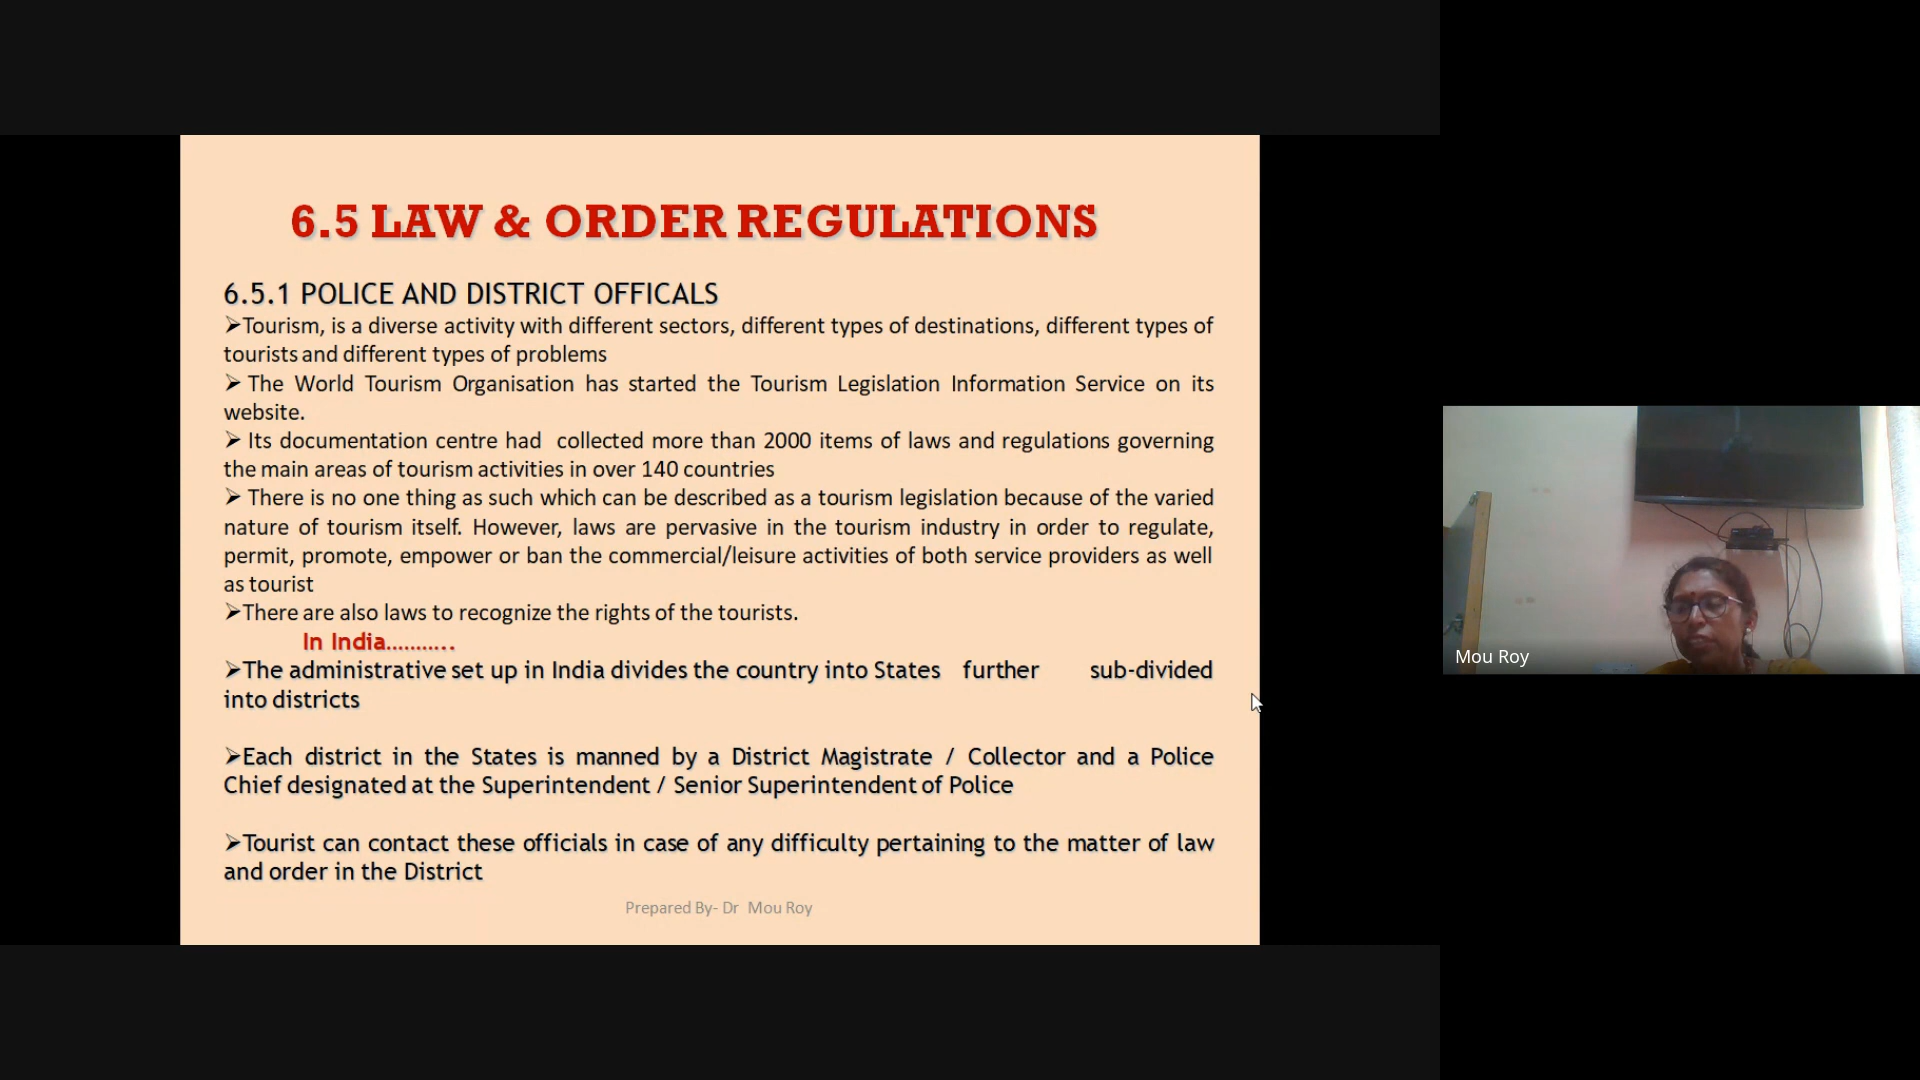 6.5 LAW & ORDER REGULATIONS
6.5.1 POLICE AND DISTRICT OFFICALS
➢Tourism, is a diverse activity with different sectors, different types of destinations, different types of
tourists and different types of problems
➢ The World Tourism Organisation has started the Tourism Legislation Information Service on its
website.
➢ Its documentation centre had collected more than 2000 items of laws and regulations governing
the main areas of tourism activities in over 140 countries
➢ There is no one thing as such which can be described as a tourism legislation because of the varied
nature of tourism itself. However, laws are pervasive in the tourism industry in order to regulate,
permit, promote, empower or ban the commercial/leisure activities of both service providers as well
as tourist
➢There are also laws to recognize the rights of the tourists.
In India...........
➢The administrative set up in India divides the country into States further sub-divided
into districts
➢Each district in the States is manned by a District Magistrate / Collector and a Police
Chief designated at the Superintendent / Senior Superintendent of Police
➢Tourist can contact these officials in case of any difficulty pertaining to the matter of law
and order in the District
Prepared By- Dr Mou Roy
Mou Roy